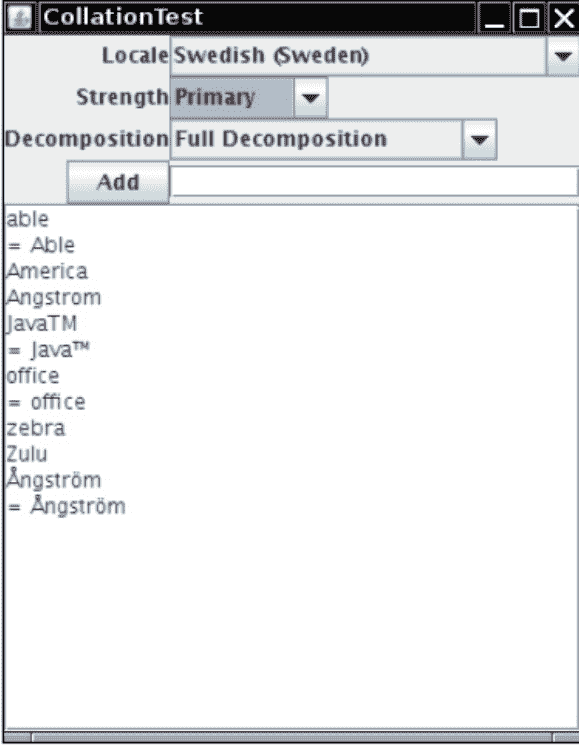 CollationTest
Locale Swedish (Sweden)
Strength Primary
Decomposition Full Decomposition
Add
able
= Able
America
Angstrom
JavaTM
= Java™
office
= office
zebra
Zulu
Ångström
= Ångström